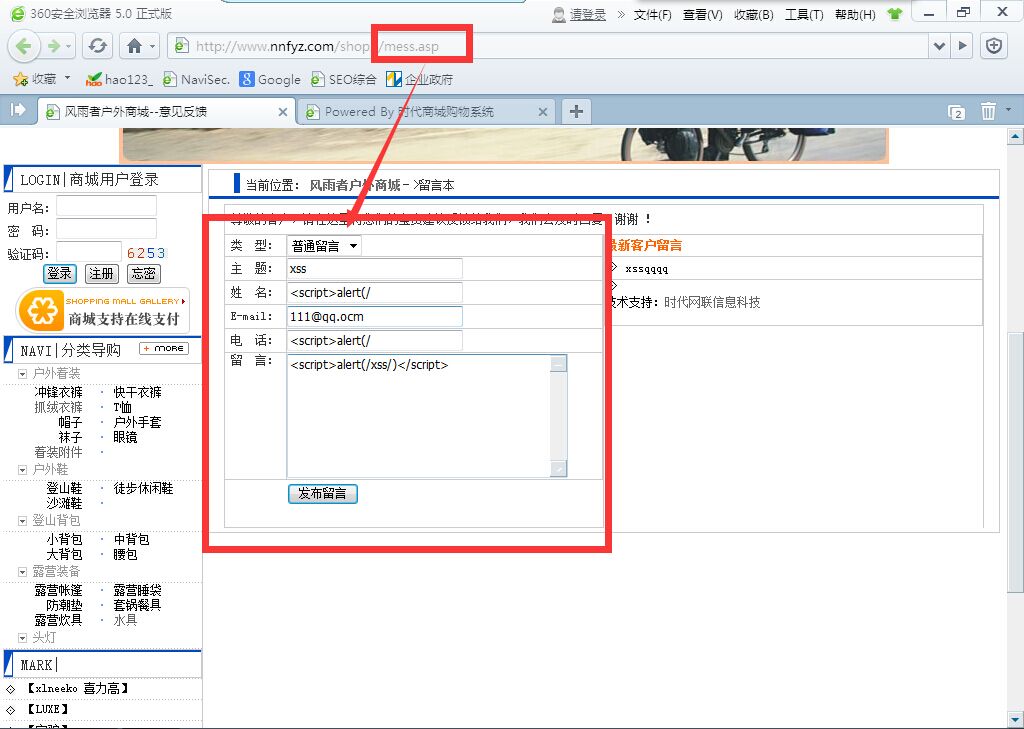 360安全浏览器 5.0 正式版
请登录 » 文件(F) 查看(V) 收藏(B) 工具(T) 帮助(H)
http://www.nnfyz.com/shop/mess.asp
收藏 hao123_ NaviSec. Google SEO综合 企业政府
风雨者户外商城--意见反馈
Powered By 时代商城购物系统
2
LOGIN|商城用户登录
用户名:
密 码:
验证码: 6253
登录 注册 忘密
SHOPPING MALL GALLERY
商城支持在线支付
NAVI|分类导购 + MORE
户外着装
冲锋衣裤 · 快干衣裤
抓绒衣裤 · T恤
帽子 · 户外手套
袜子 · 眼镜
着装附件 ·
户外鞋
登山鞋 · 徒步休闲鞋
沙滩鞋 ·
登山背包
小背包 · 中背包
大背包 · 腰包
露营装备
露营帐篷 · 露营睡袋
防潮垫 · 套锅餐具
露营炊具 · 水具
头灯
MARK|
◇ 【xlneeko 喜力高】
◇ 【LUXE】
当前位置: 风雨者户外商城- >留言本
谢谢 !
类 型: 普通留言
主 题: xss
姓 名: <script>alert(/
E-mail: 111@qq.ocm
电 话: <script>alert(/
留 言: <script>alert(/xss/)</script>
发布留言
最新客户留言
xssqqqq
技术支持: 时代网联信息科技